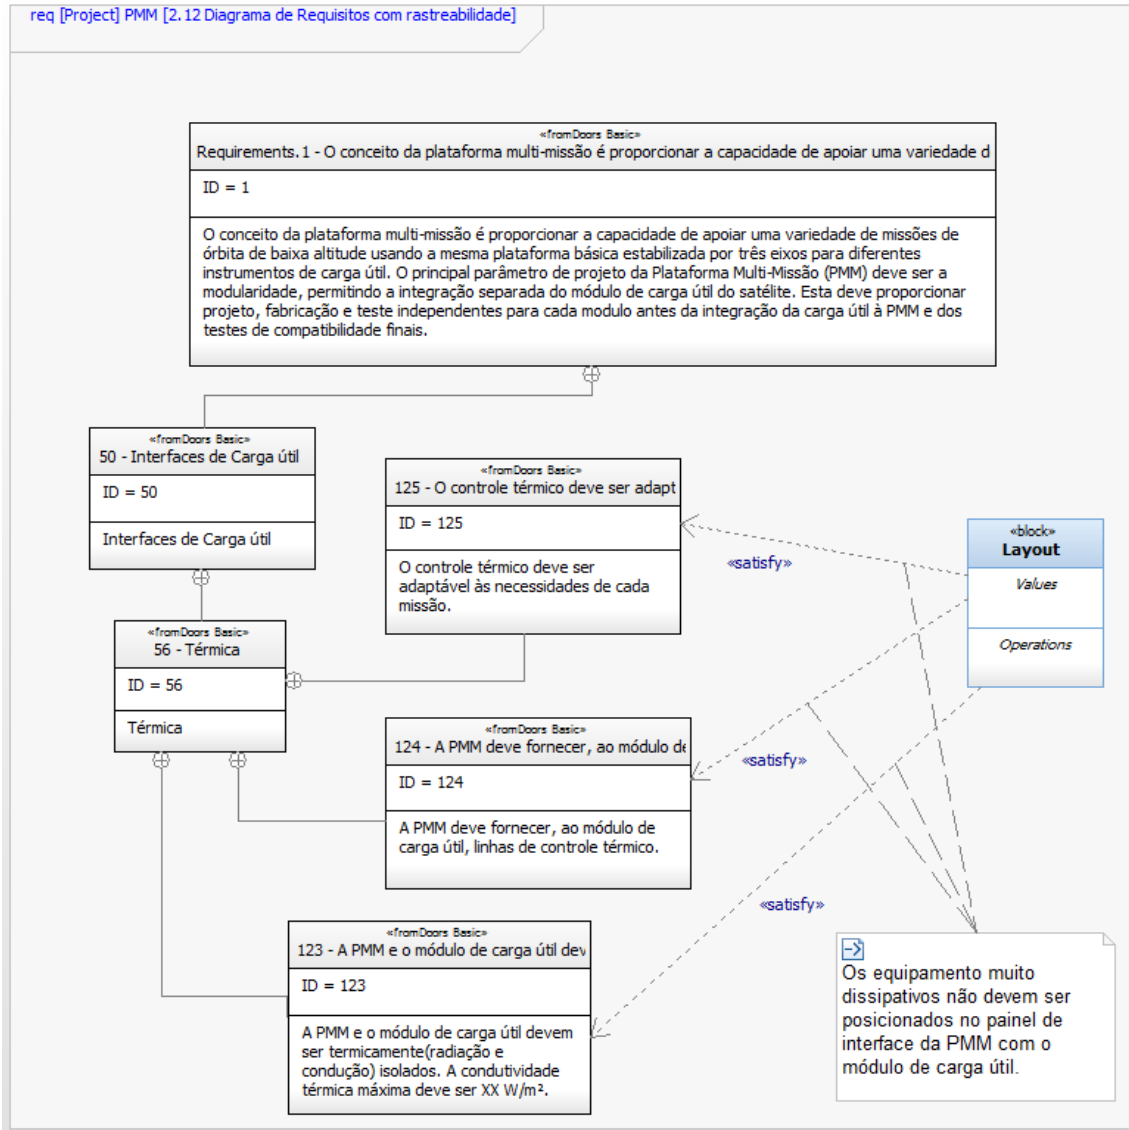 req [Project] PMM [2.12 Diagrama de Requisitos com rastreabilidade]
«fromDoors Basic»
Requirements.1 - O conceito da plataforma multi-missão é proporcionar a capacidade de apoiar uma variedade d
ID = 1
O conceito da plataforma multi-missão é proporcionar a capacidade de apoiar uma variedade de missões de
órbita de baixa altitude usando a mesma plataforma básica estabilizada por três eixos para diferentes
instrumentos de carga útil. O principal parâmetro de projeto da Plataforma Multi-Missão (PMM) deve ser a
modularidade, permitindo a integração separada do módulo de carga útil do satélite. Esta deve proporcionar
projeto, fabricação e teste independentes para cada modulo antes da integração da carga útil à PMM e dos
testes de compatibilidade finais.
«fromDoors Basic»
50 - Interfaces de Carga útil
ID = 50
Interfaces de Carga útil
«fromDoors Basic»
125 - O controle térmico deve ser adapt
ID = 125
O controle térmico deve ser
adaptável às necessidades de cada
missão.
«satisfy»
«block»
Layout
Values
Operations
«fromDoors Basic»
56 - Térmica
ID = 56
Térmica
«fromDoors Basic»
124 - A PMM deve fornecer, ao módulo de
ID = 124
A PMM deve fornecer, ao módulo de
carga útil, linhas de controle térmico.
«satisfy»
«satisfy»
«fromDoors Basic»
123 - A PMM e o módulo de carga útil dev
ID = 123
A PMM e o módulo de carga útil devem
ser termicamente(radiação e
condução) isolados. A condutividade
térmica máxima deve ser XX W/m².
Os equipamento muito
dissipativos não devem ser
posicionados no painel de
interface da PMM com o
módulo de carga útil.